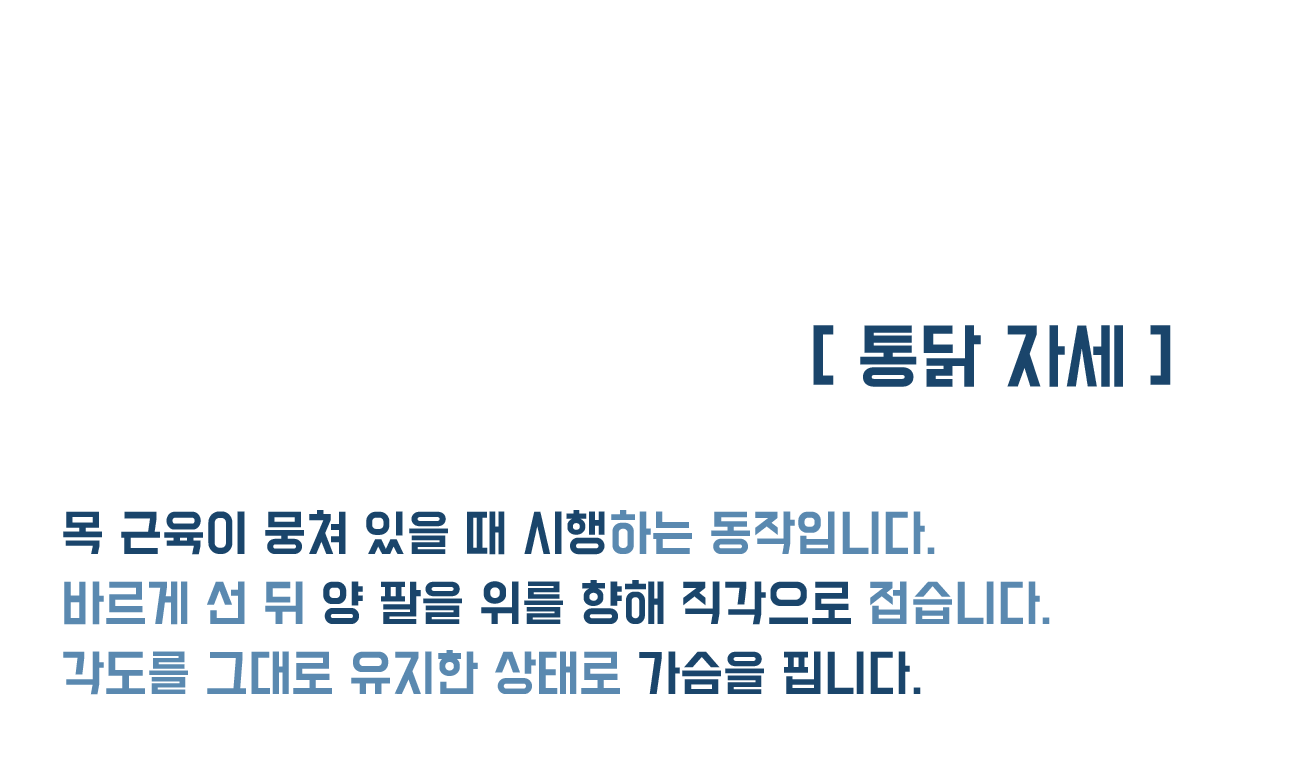 [ 통닭 자세 ]
목 근육이 뭉쳐 있을 때 시행하는 동작입니다.
바르게 선 뒤 양 팔을 위를 향해 직각으로 접습니다.
각도를 그대로 유지한 상태로 가슴을 핍니다.